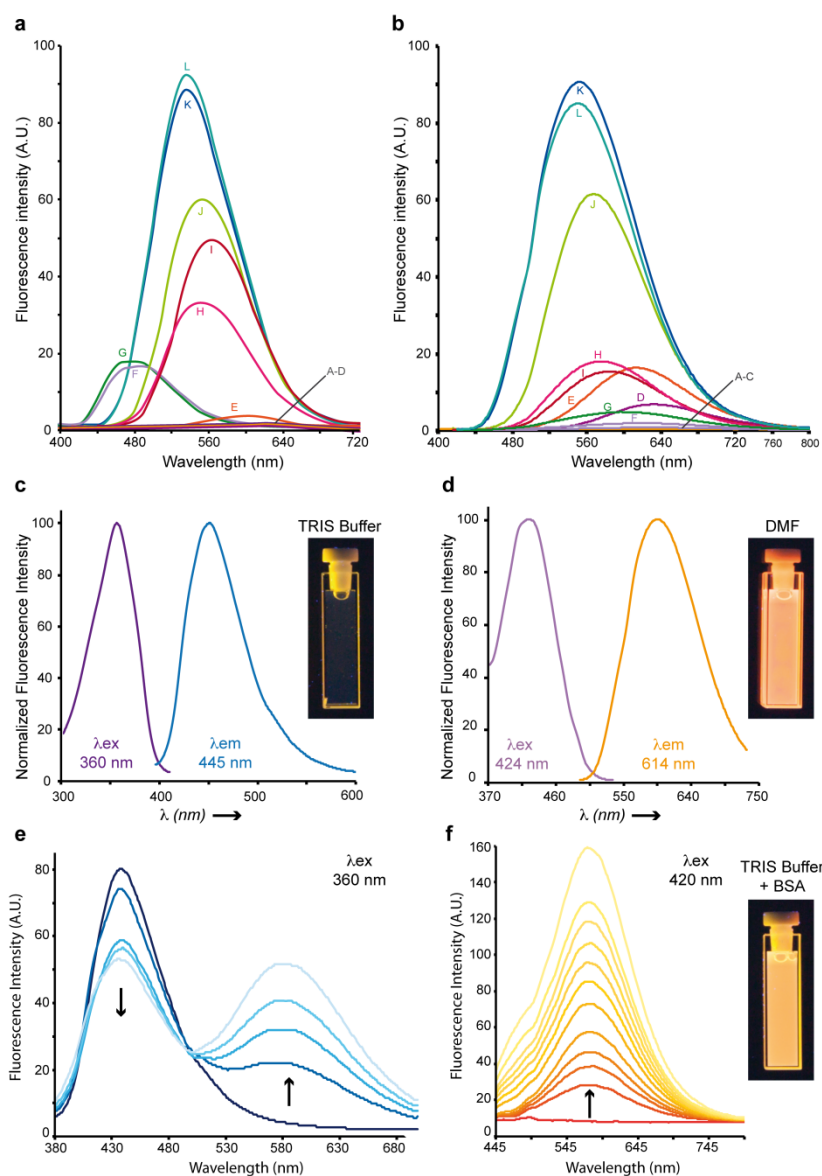 a
100
80
60
40
20
0
400
480
560
640
720
Fluorescence intensity (A.U.)
Wavelength (nm)
L
K
J
I
H
G
F
E
A-D
b
100
80
60
40
20
0
400
480
560
640
720
760
800
Fluorescence intensity (A.U.)
Wavelength (nm)
K
L
J
H
I
E
D
G
F
A-C
c
100
80
60
40
20
0
300
400
500
600
Normalized Fluorescence Intensity
λ (nm)
λex
360 nm
λem
445 nm
TRIS Buffer
d
100
80
60
40
20
0
370
460
550
640
750
Normalized Fluorescence Intensity
λ (nm)
λex
424 nm
λem
614 nm
DMF
e
80
60
40
20
0
380
430
480
530
580
630
680
Fluorescence Intensity (A.U.)
Wavelength (nm)
λex
360 nm
f
160
140
120
100
80
60
40
20
0
445
545
645
745
Fluorescence Intensity (A.U.)
Wavelength (nm)
λex
420 nm
TRIS Buffer
+ BSA